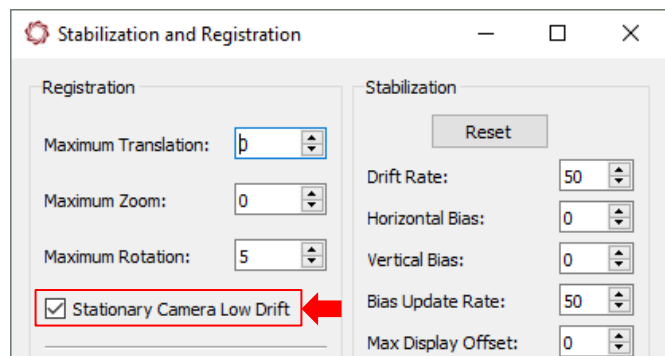 Stabilization and Registration
Registration
Maximum Translation: 0
Maximum Zoom: 0
Maximum Rotation: 5
Stationary Camera Low Drift
Stabilization
Reset
Drift Rate: 50
Horizontal Bias: 0
Vertical Bias: 0
Bias Update Rate: 50
Max Display Offset: 0